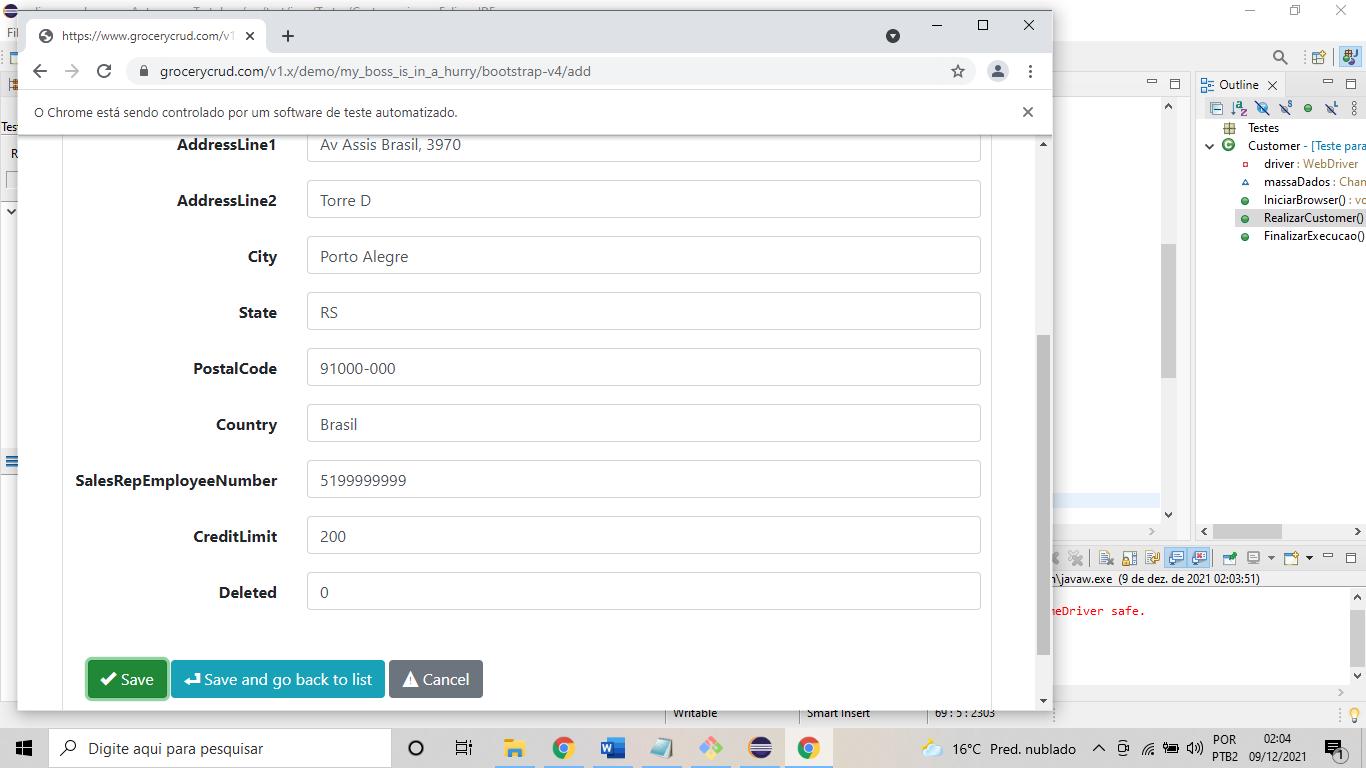 Fil
https://www.grocerycrud.com/v1
grocerycrud.com/v1.x/demo/my_boss_is_in_a_hurry/bootstrap-v4/add
O Chrome está sendo controlado por um software de teste automatizado.
Tes
R
AddressLine1 Av Assis Brasil, 3970
AddressLine2 Torre D
City Porto Alegre
State RS
PostalCode 91000-000
Country Brasil
SalesRepEmployeeNumber 5199999999
CreditLimit 200
Deleted 0
Save Save and go back to list Cancel
Outline
Testes
Customer - [Teste para
driver : WebDriver
massaDados : Chan
IniciarBrowser() : vo
RealizarCustomer()
FinalizarExecucao()
n\javaw.exe (9 de dez. de 2021 02:03:51)
meDriver safe.
Writable Smart Insert 69 : 5 : 2303
Digite aqui para pesquisar
16°C Pred. nublado
POR
PTB2
02:04
09/12/2021
1